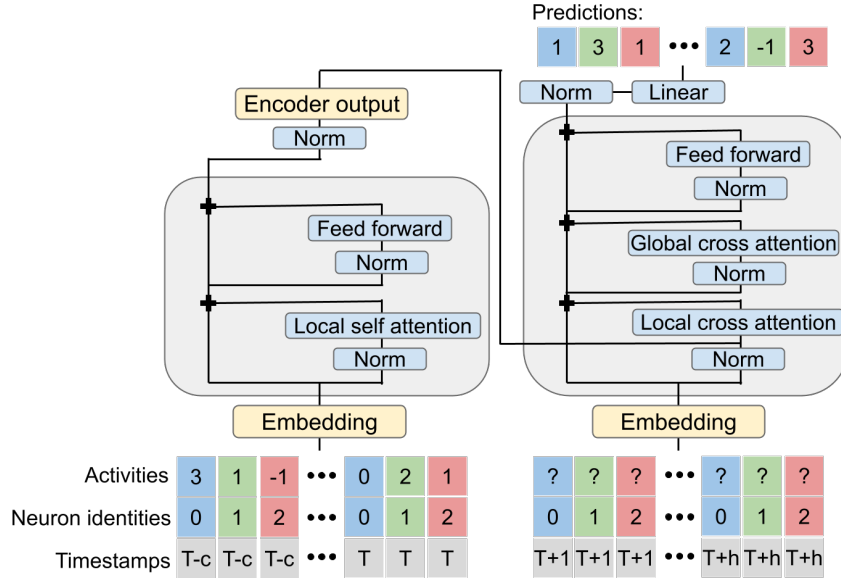 Predictions:
1 3 1 ••• 2 -1 3
Norm Linear
Encoder output
Norm
Feed forward
Norm
Local self attention
Norm
Embedding
Feed forward
Norm
Global cross attention
Norm
Local cross attention
Norm
Embedding
Activities 3 1 -1 ••• 0 2 1 ? ? ? ••• ? ? ?
Neuron identities 0 1 2 ••• 0 1 2 0 1 2 ••• 0 1 2
Timestamps T-c T-c T-c ••• T T T T+1 T+1 T+1 ••• T+h T+h T+h